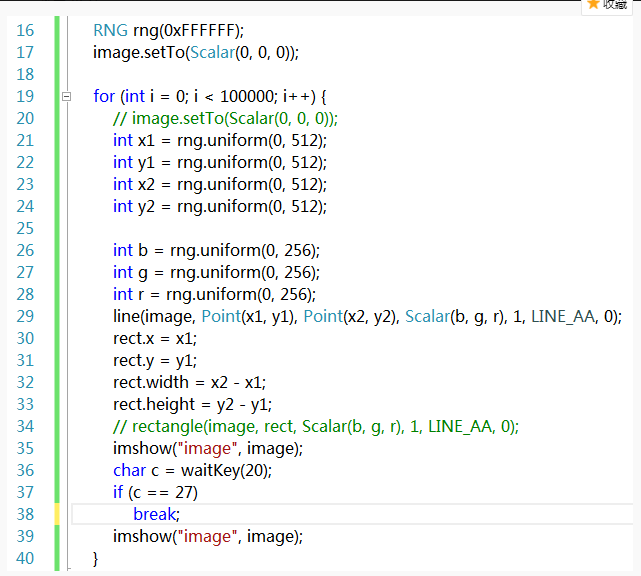 收藏
16 RNG rng(0xFFFFFF);
17 image.setTo(Scalar(0, 0, 0));
18
19 for (int i = 0; i < 100000; i++) {
20 // image.setTo(Scalar(0, 0, 0));
21 int x1 = rng.uniform(0, 512);
22 int y1 = rng.uniform(0, 512);
23 int x2 = rng.uniform(0, 512);
24 int y2 = rng.uniform(0, 512);
25
26 int b = rng.uniform(0, 256);
27 int g = rng.uniform(0, 256);
28 int r = rng.uniform(0, 256);
29 line(image, Point(x1, y1), Point(x2, y2), Scalar(b, g, r), 1, LINE_AA, 0);
30 rect.x = x1;
31 rect.y = y1;
32 rect.width = x2 - x1;
33 rect.height = y2 - y1;
34 // rectangle(image, rect, Scalar(b, g, r), 1, LINE_AA, 0);
35 imshow("image", image);
36 char c = waitKey(20);
37 if (c == 27)
38 break;
39 imshow("image", image);
40 }